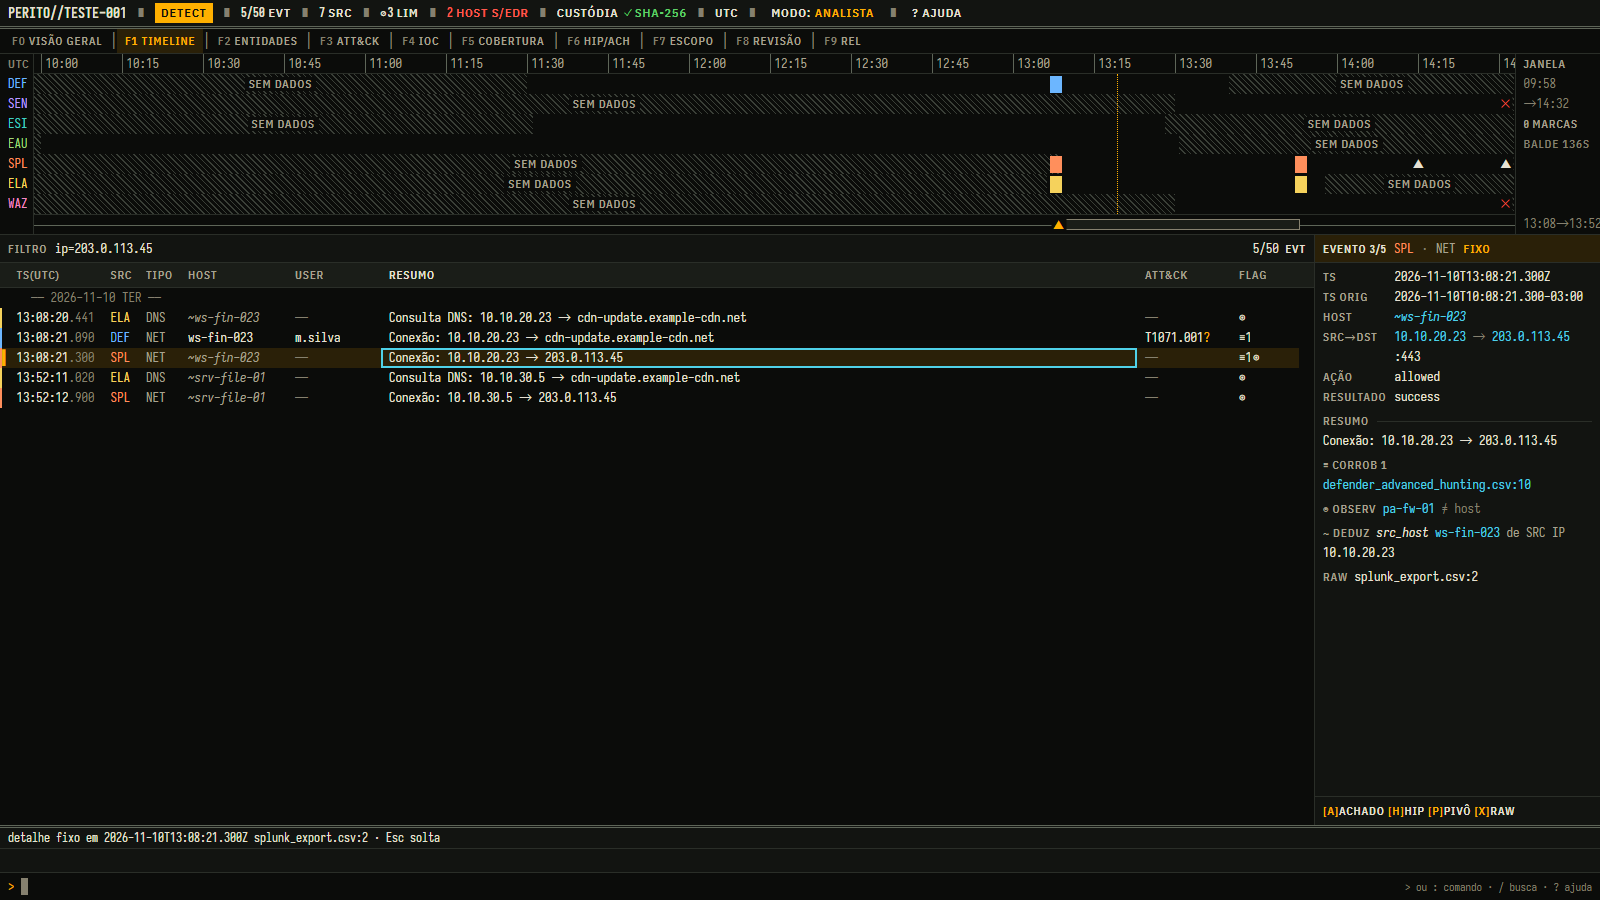 PERITO//TESTE-001 DETECT 5/50 EVT 7 SRC 3 LIM 2 HOST S/EDR CUSTÓDIA ✓SHA-256 UTC MODO: ANALISTA ? AJUDA
F0 VISÃO GERAL F1 TIMELINE F2 ENTIDADES F3 ATT&CK F4 IOC F5 COBERTURA F6 HIP/ACH F7 ESCOPO F8 REVISÃO F9 REL
UTC 10:00 10:15 10:30 10:45 11:00 11:15 11:30 11:45 12:00 12:15 12:30 12:45 13:00 13:15 13:30 13:45 14:00 14:15 14 JANELA
DEF SEM DADOS SEM DADOS 09:58
SEN SEM DADOS →14:32
ESI SEM DADOS SEM DADOS 0 MARCAS
EAU SEM DADOS BALDE 136S
SPL SEM DADOS
ELA SEM DADOS SEM DADOS
WAZ SEM DADOS
13:08→13:52
FILTRO ip=203.0.113.45 5/50 EVT
TS(UTC) SRC TIPO HOST USER RESUMO ATT&CK FLAG
— 2026-11-10 TER —
13:08:20.441 ELA DNS ~ws-fin-023 — Consulta DNS: 10.10.20.23 → cdn-update.example-cdn.net —
13:08:21.090 DEF NET ws-fin-023 m.silva Conexão: 10.10.20.23 → cdn-update.example-cdn.net T1071.001? ≡1
13:08:21.300 SPL NET ~ws-fin-023 — Conexão: 10.10.20.23 → 203.0.113.45 — ≡1
13:52:11.020 ELA DNS ~srv-file-01 — Consulta DNS: 10.10.30.5 → cdn-update.example-cdn.net —
13:52:12.900 SPL NET ~srv-file-01 — Conexão: 10.10.30.5 → 203.0.113.45 —
EVENTO 3/5 SPL · NET FIXO
TS 2026-11-10T13:08:21.300Z
TS ORIG 2026-11-10T10:08:21.300-03:00
HOST ~ws-fin-023
SRC→DST 10.10.20.23 → 203.0.113.45
:443
AÇÃO allowed
RESULTADO success
RESUMO
Conexão: 10.10.20.23 → 203.0.113.45
≡ CORROB 1
defender_advanced_hunting.csv:10
OBSERV pa-fw-01 ≠ host
~ DEDUZ src_host ws-fin-023 de SRC IP
10.10.20.23
RAW splunk_export.csv:2
[A]ACHADO [H]HIP [P]PIVÔ [X]RAW
detalhe fixo em 2026-11-10T13:08:21.300Z splunk_export.csv:2 · Esc solta
>
> ou : comando · / busca · ? ajuda